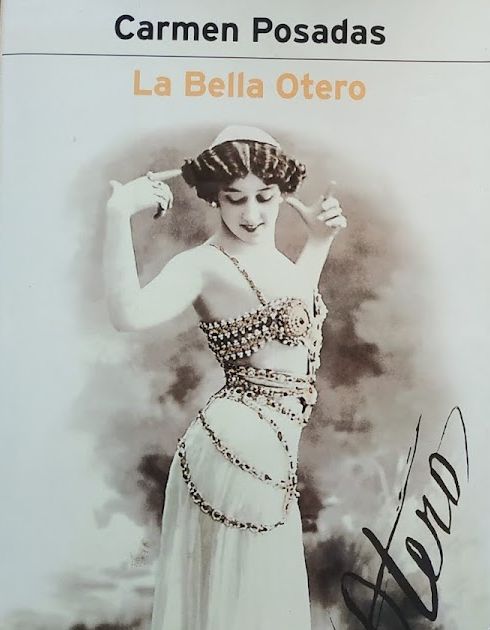 Carmen Posadas
La Bella Otero
Otero